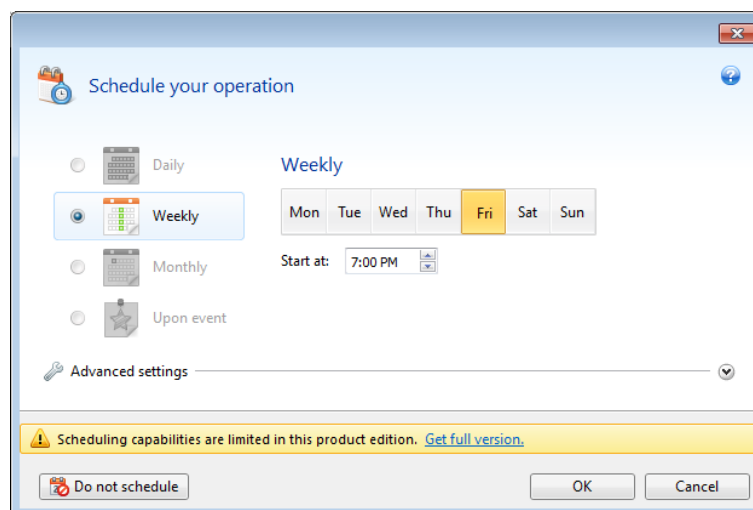 Schedule your operation
Daily
Weekly
Monthly
Upon event
Weekly
Mon Tue Wed Thu Fri Sat Sun
Start at: 7:00 PM
Advanced settings
Scheduling capabilities are limited in this product edition. Get full version.
Do not schedule OK Cancel